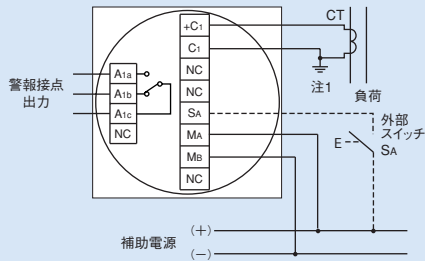 +C1
C1
NC
NC
SA
MA
MB
NC
A1a
A1b
A1c
NC
警報接点
出力
CT
注1
負荷
外部
スイッチ
SA
E
補助電源
(+)
(−)